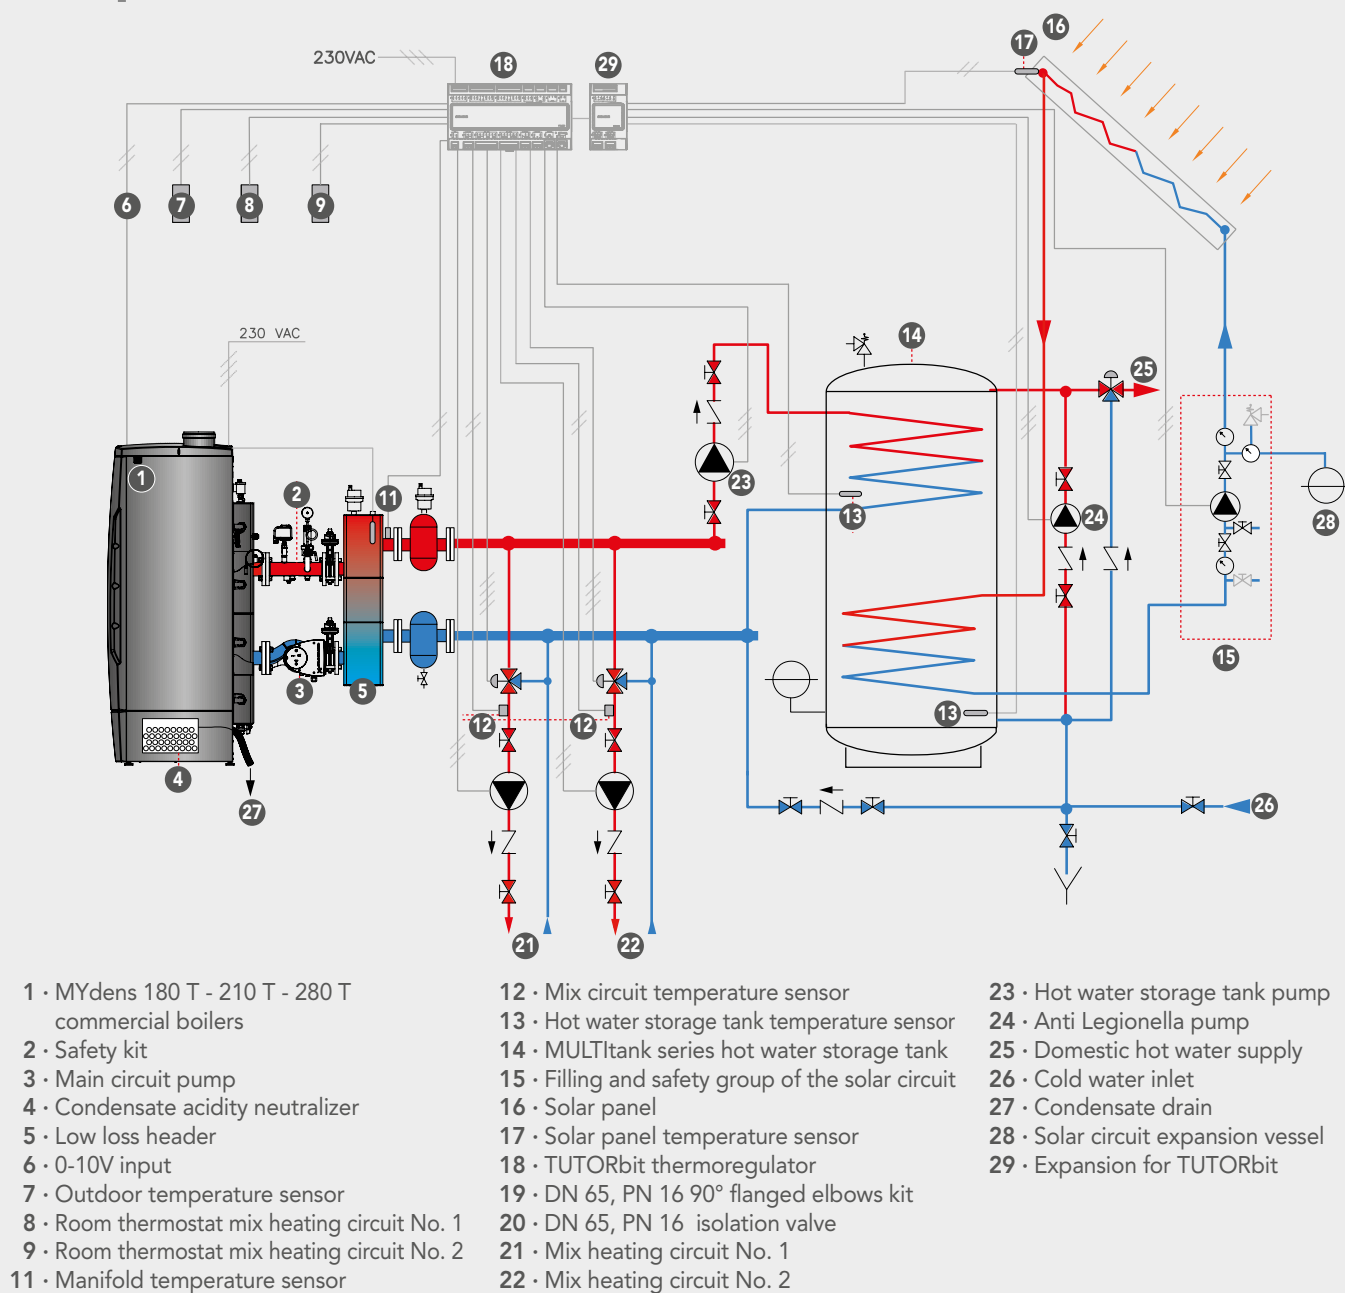 16
17
230VAC
18
29
6
7
8
9
230 VAC
14
25
1
2
11
23
13
24
28
3
5
15
12
12
13
4
27
26
21
22
1 · MYdens 180 T - 210 T - 280 T
commercial boilers
2 · Safety kit
3 · Main circuit pump
4 · Condensate acidity neutralizer
5 · Low loss header
6 · 0-10V input
7 · Outdoor temperature sensor
8 · Room thermostat mix heating circuit No. 1
9 · Room thermostat mix heating circuit No. 2
11 · Manifold temperature sensor
12 · Mix circuit temperature sensor
13 · Hot water storage tank temperature sensor
14 · MULTItank series hot water storage tank
15 · Filling and safety group of the solar circuit
16 · Solar panel
17 · Solar panel temperature sensor
18 · TUTORbit thermoregulator
19 · DN 65, PN 16 90° flanged elbows kit
20 · DN 65, PN 16 isolation valve
21 · Mix heating circuit No. 1
22 · Mix heating circuit No. 2
23 · Hot water storage tank pump
24 · Anti Legionella pump
25 · Domestic hot water supply
26 · Cold water inlet
27 · Condensate drain
28 · Solar circuit expansion vessel
29 · Expansion for TUTORbit